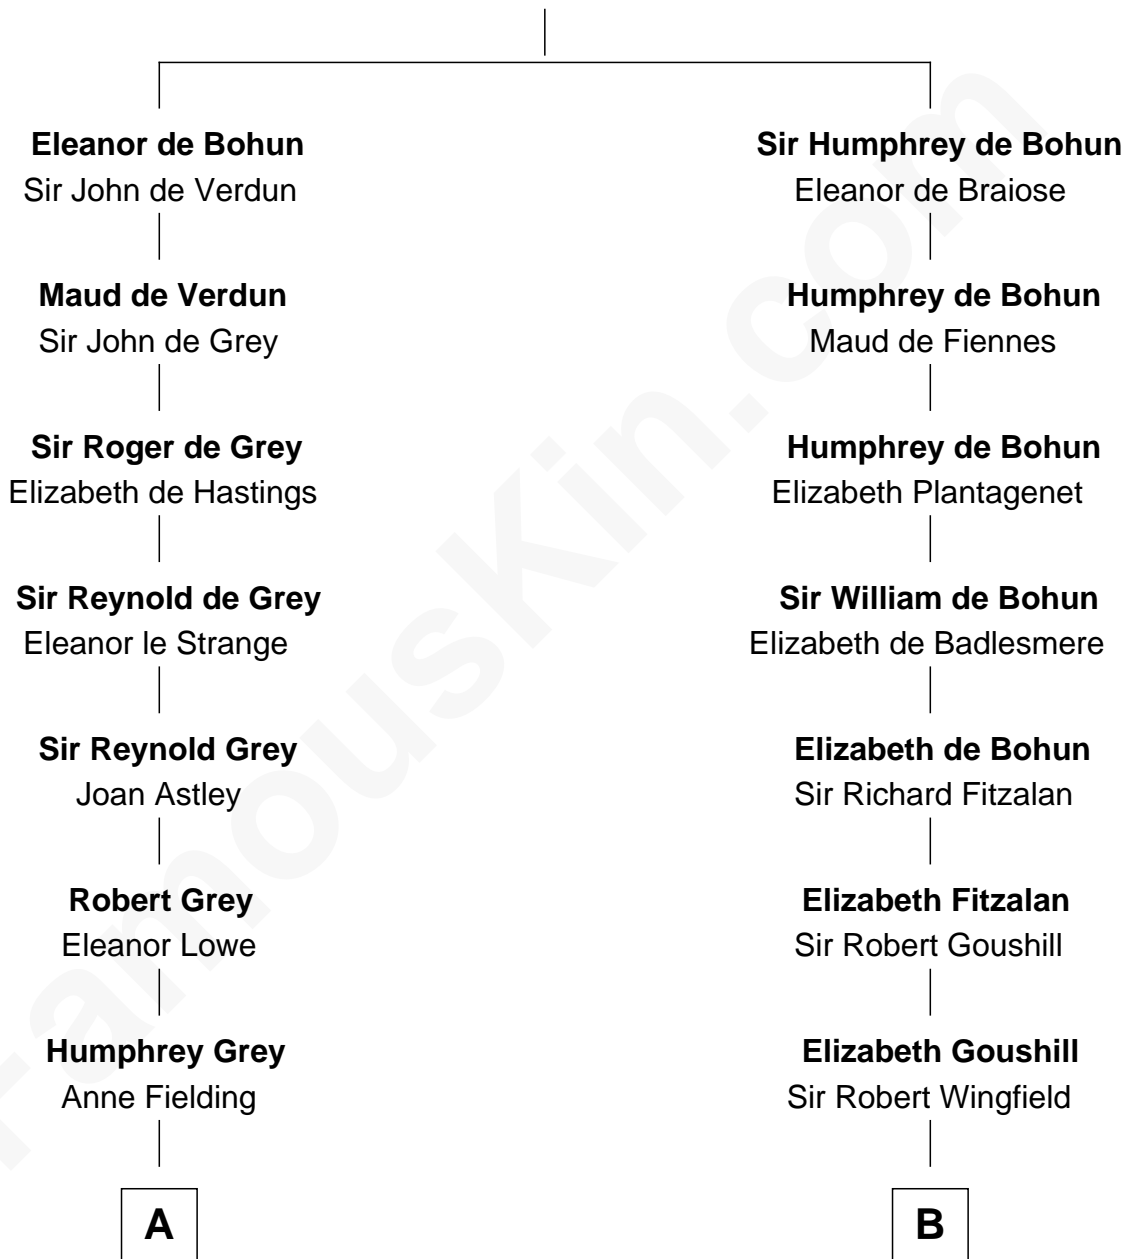 Eleanor de Bohun
Sir John de Verdun
Maud de Verdun
Sir John de Grey
Sir Roger de Grey
Elizabeth de Hastings
Sir Reynold de Grey
Eleanor le Strange
Sir Reynold Grey
Joan Astley
Robert Grey
Eleanor Lowe
Humphrey Grey
Anne Fielding
A
Sir Humphrey de Bohun
Eleanor de Braiose
Humphrey de Bohun
Maud de Fiennes
Humphrey de Bohun
Elizabeth Plantagenet
Sir William de Bohun
Elizabeth de Badlesmere
Elizabeth de Bohun
Sir Richard Fitzalan
Elizabeth Fitzalan
Sir Robert Goushill
Elizabeth Goushill
Sir Robert Wingfield
B
FamousKin.com